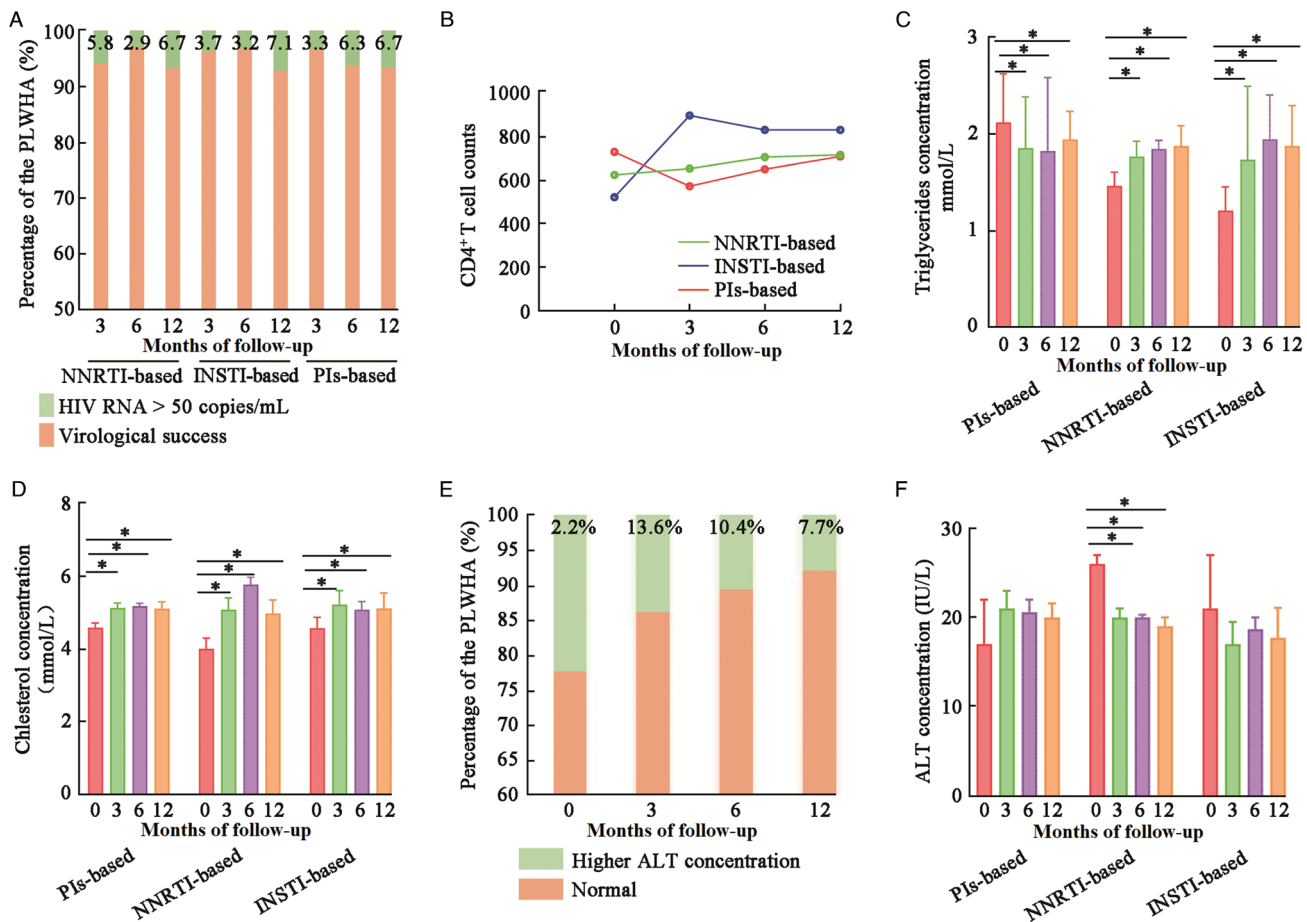 A
Percentage of the PLWHA (%)
100
90
80
70
60
50
5.8 2.9 6.7 3.7 3.2 7.1 3.3 6.3 6.7
3 6 12 3 6 12 3 6 12
Months of follow-up
NNRTI-based INSTI-based PIs-based
HIV RNA > 50 copies/mL
Virological success
B
CD4+T cell counts
1000
800
600
400
200
0
NNRTI-based
INSTI-based
PIs-based
0 3 6 12
Months of follow-up
C
Triglycerides concentration
mmol/L
3
2
1
0
* * *
* * *
* * *
0 3 6 12 0 3 6 12 0 3 6 12
Months of follow-up
PIs-based
NNRTI-based
INSTI-based
D
Chlesterol concentration
(mmol/L)
8
6
4
2
0
* * *
* * *
* * *
0 3 6 12 0 3 6 12 0 3 6 12
Months of follow-up
PIs-based
NNRTI-based
INSTI-based
E
Percentage of the PLWHA (%)
100
95
90
85
80
75
70
65
60
2.2% 13.6% 10.4% 7.7%
0 3 6 12
Months of follow-up
Higher ALT concentration
Normal
F
ALT concentration (IU/L)
30
20
10
0
*
*
*
0 3 6 12 0 3 6 12 0 3 6 12
Months of follow-up
PIs-based
NNRTI-based
INSTI-based